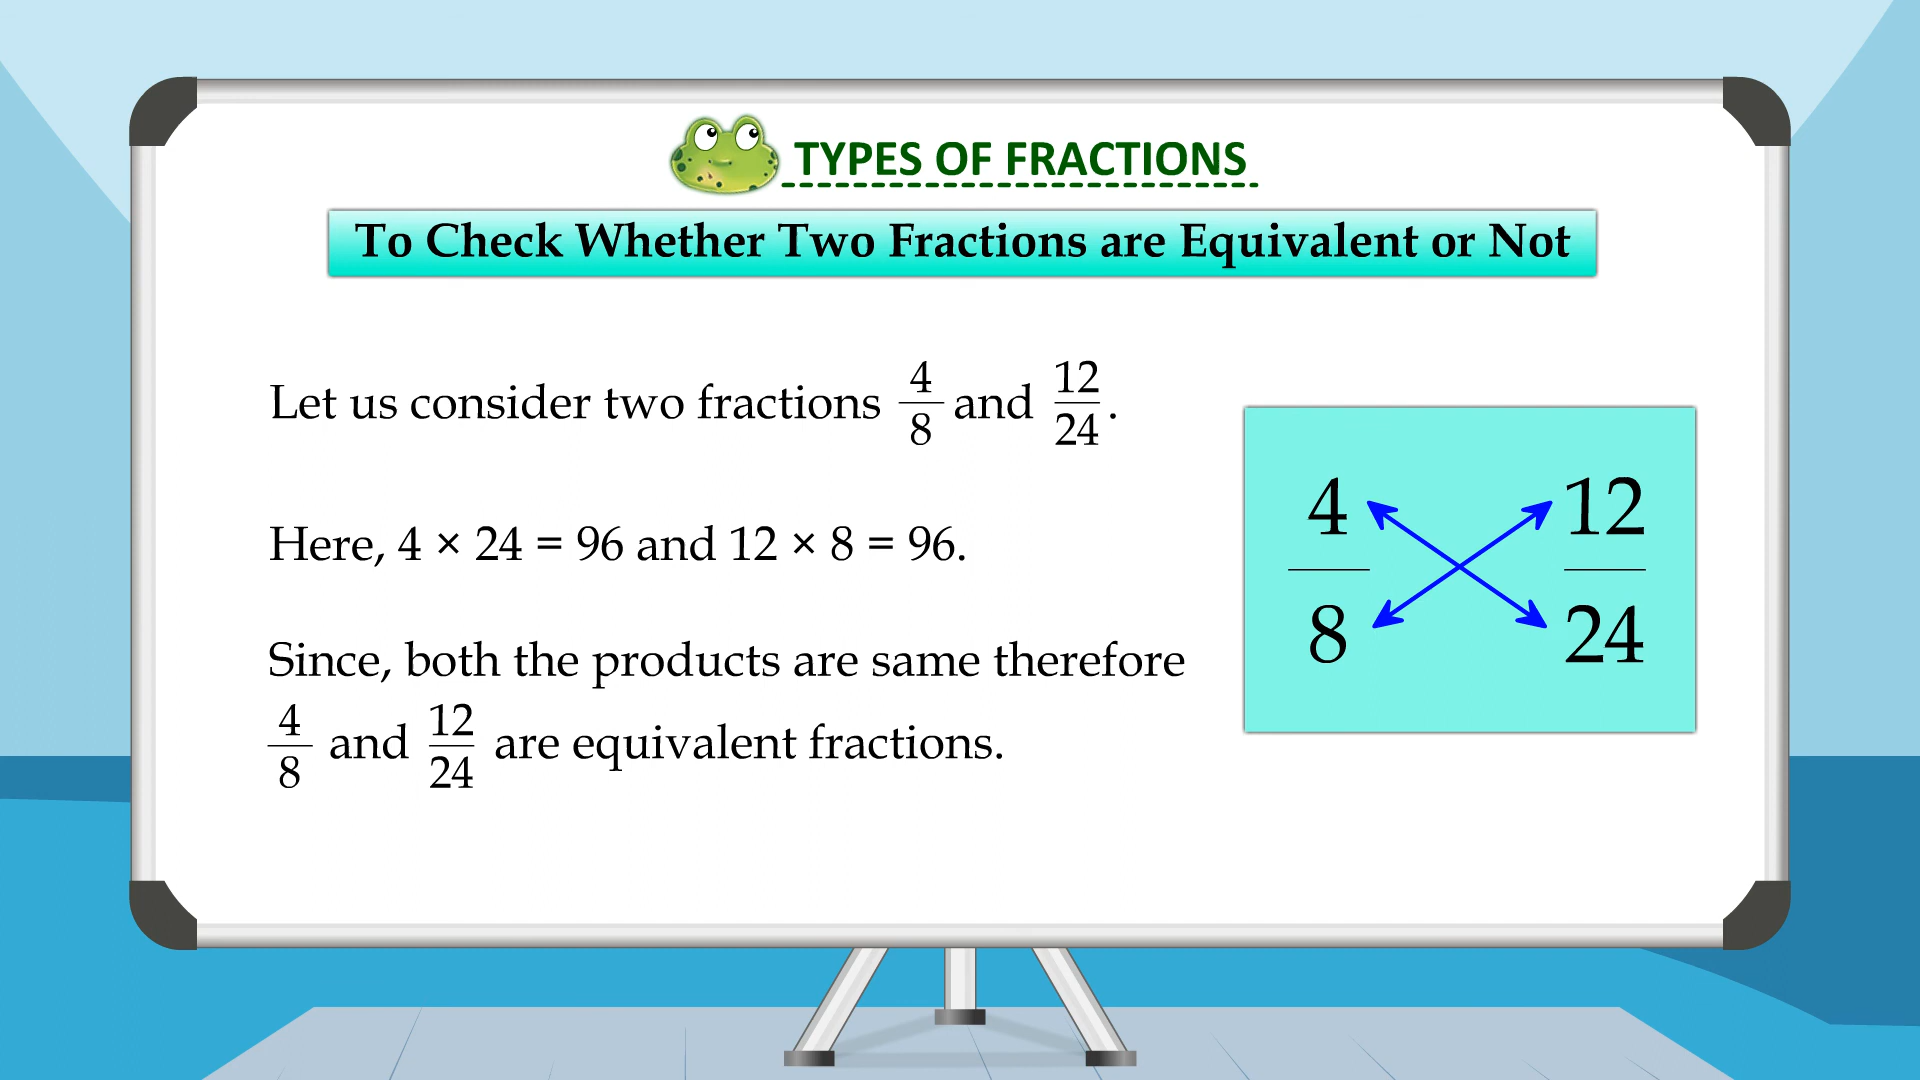 TYPES OF FRACTIONS
To Check Whether Two Fractions are Equivalent or Not
Let us consider two fractions 4/8 and 12/24.
Here, 4 × 24 = 96 and 12 × 8 = 96.
Since, both the products are same therefore
4/8 and 12/24 are equivalent fractions.
4 12
8 24